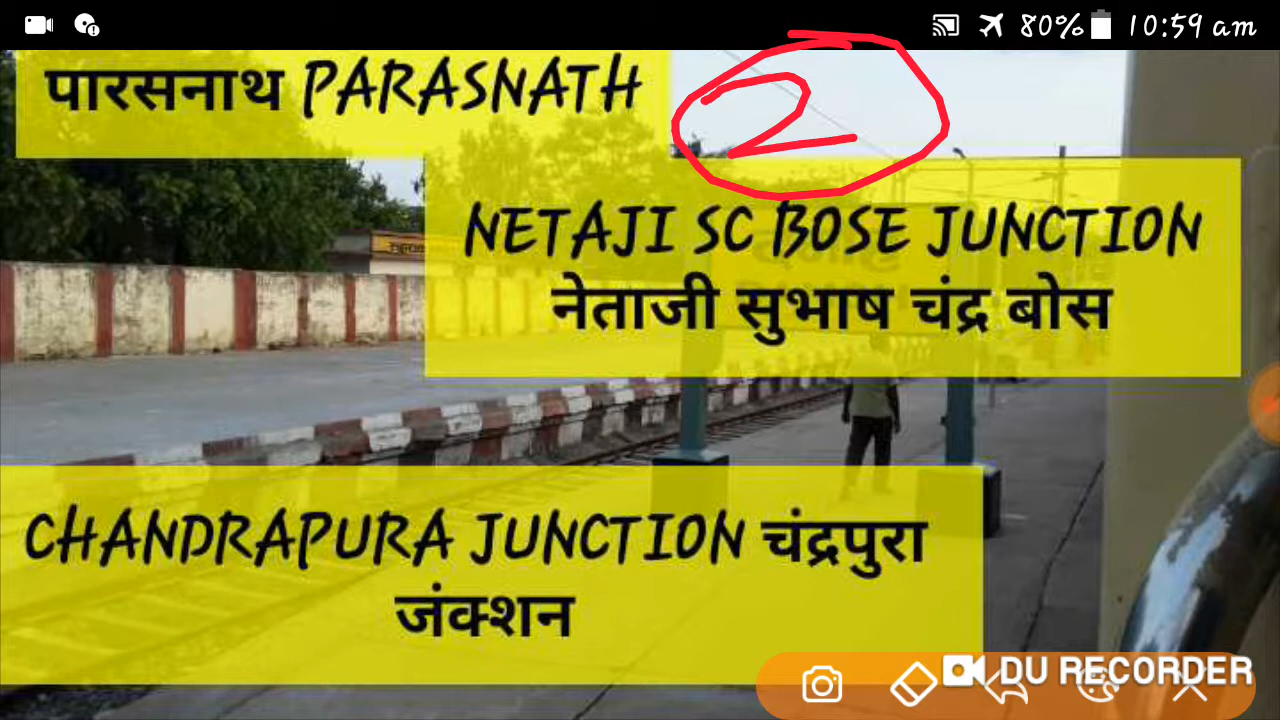 80% 10:59 am
पारसनाथ PARASNATH
2
NETAJI SC BOSE JUNCTION
नेताजी सुभाष चंद्र बोस
CHANDRAPURA JUNCTION चंद्रपुरा
जंक्शन
DU RECORDER